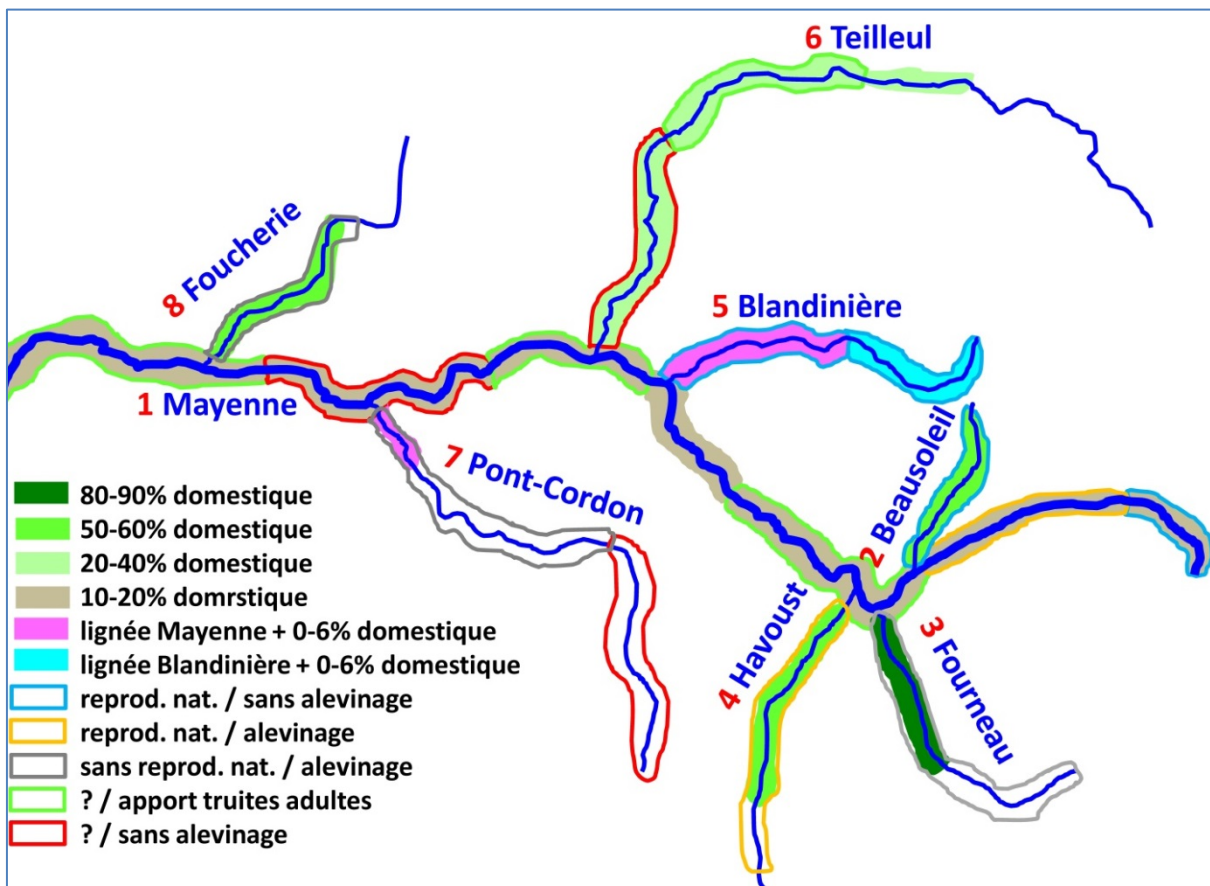 6 Teilleul
8 Foucherie
5 Blandinière
1 Mayenne
2 Beausoleil
7 Pont-Cordon
4 Havoust
3 Fourneau
80-90% domestique
50-60% domestique
20-40% domestique
10-20% domrstique
lignée Mayenne + 0-6% domestique
lignée Blandinière + 0-6% domestique
reprod. nat. / sans alevinage
reprod. nat. / alevinage
sans reprod. nat. / alevinage
? / apport truites adultes
? / sans alevinage